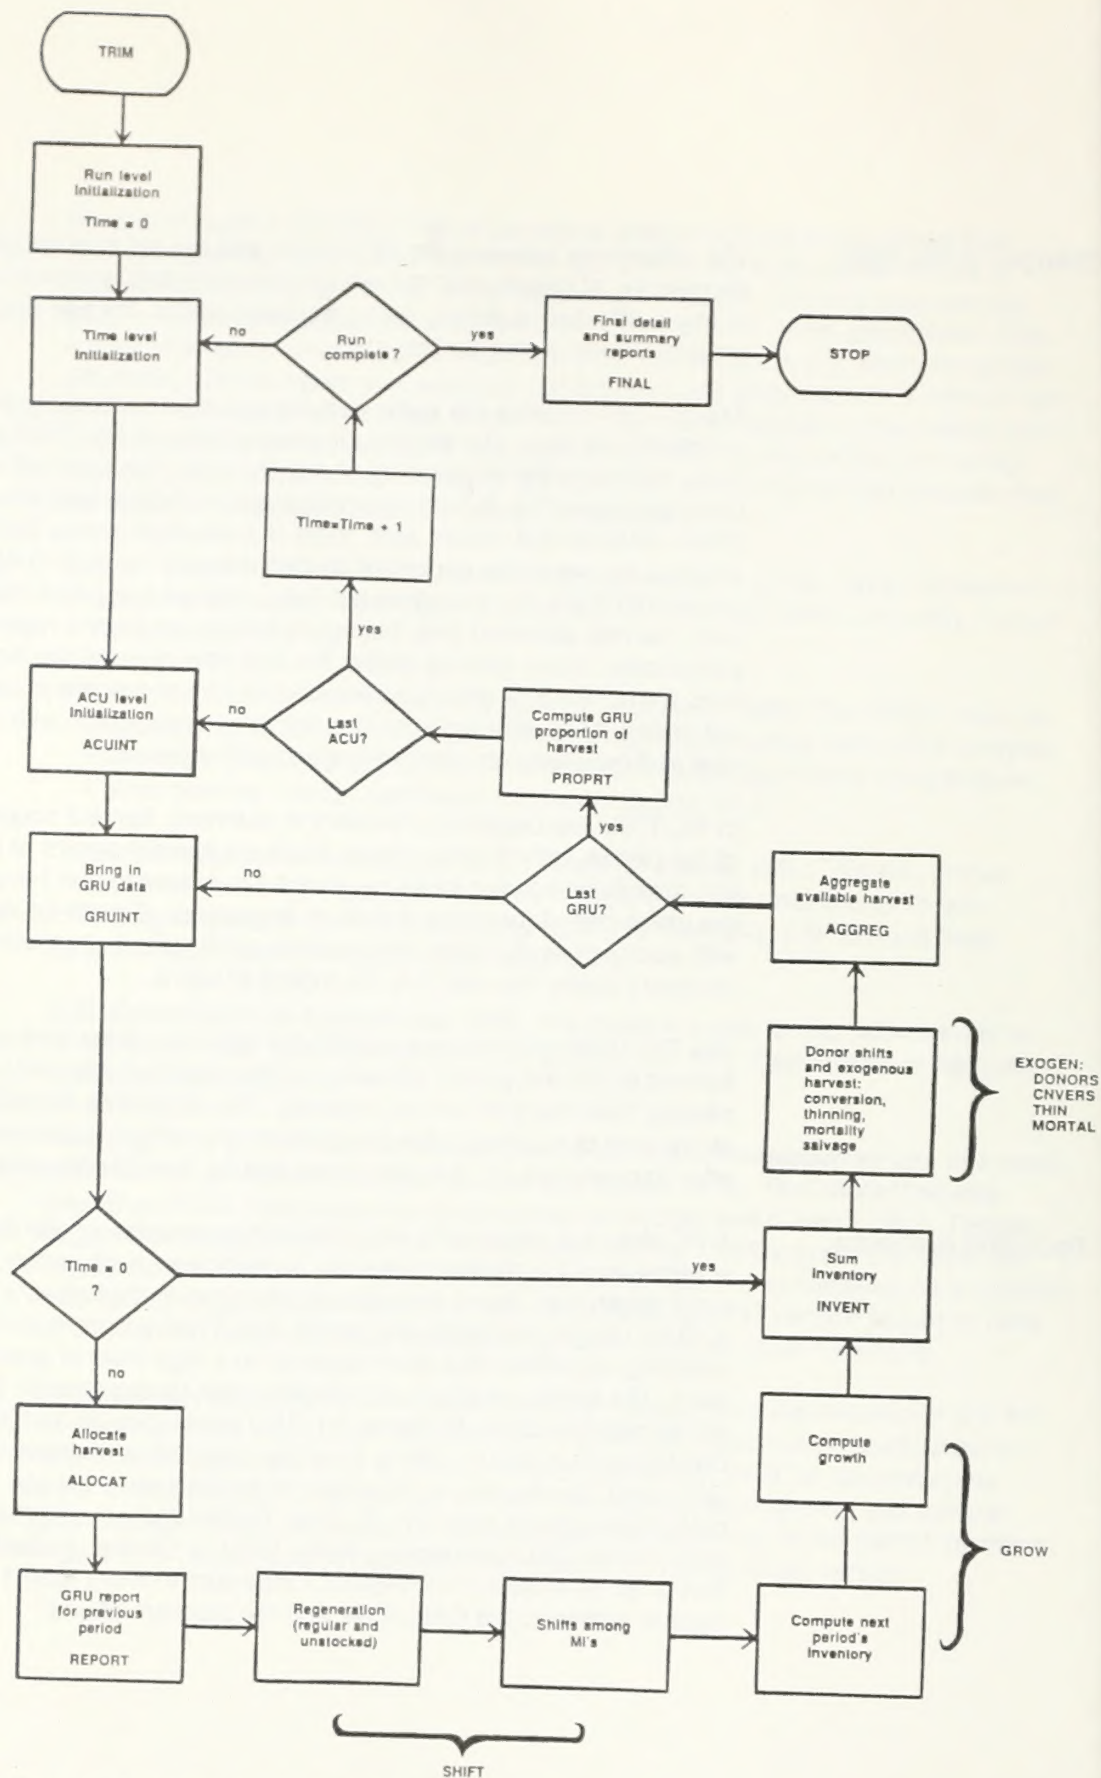 TRIM
Run level
Initialization
Time = 0
Time level
Initialization
no
Run
complete ?
yes
Final detail
and summary
reports
FINAL
STOP
Time=Time + 1
yes
ACU level
Initialization
ACUINT
no
Last
ACU?
Compute GRU
proportion of
harvest
PROPRT
yes
Bring in
GRU data
GRUINT
no
Last
GRU?
Aggregate
available harvest
AGGREG
Donor shifts
and exogenous
harvest:
conversion,
thinning,
mortality
salvage
EXOGEN:
DONORS
CNVERS
THIN
MORTAL
Time = 0
?
yes
Sum
Inventory
INVENT
no
Allocate
harvest
ALOCAT
Compute
growth
GROW
GRU report
for previous
period
REPORT
Regeneration
(regular and
unstocked)
Shifts among
MI's
Compute next
period's
Inventory
SHIFT